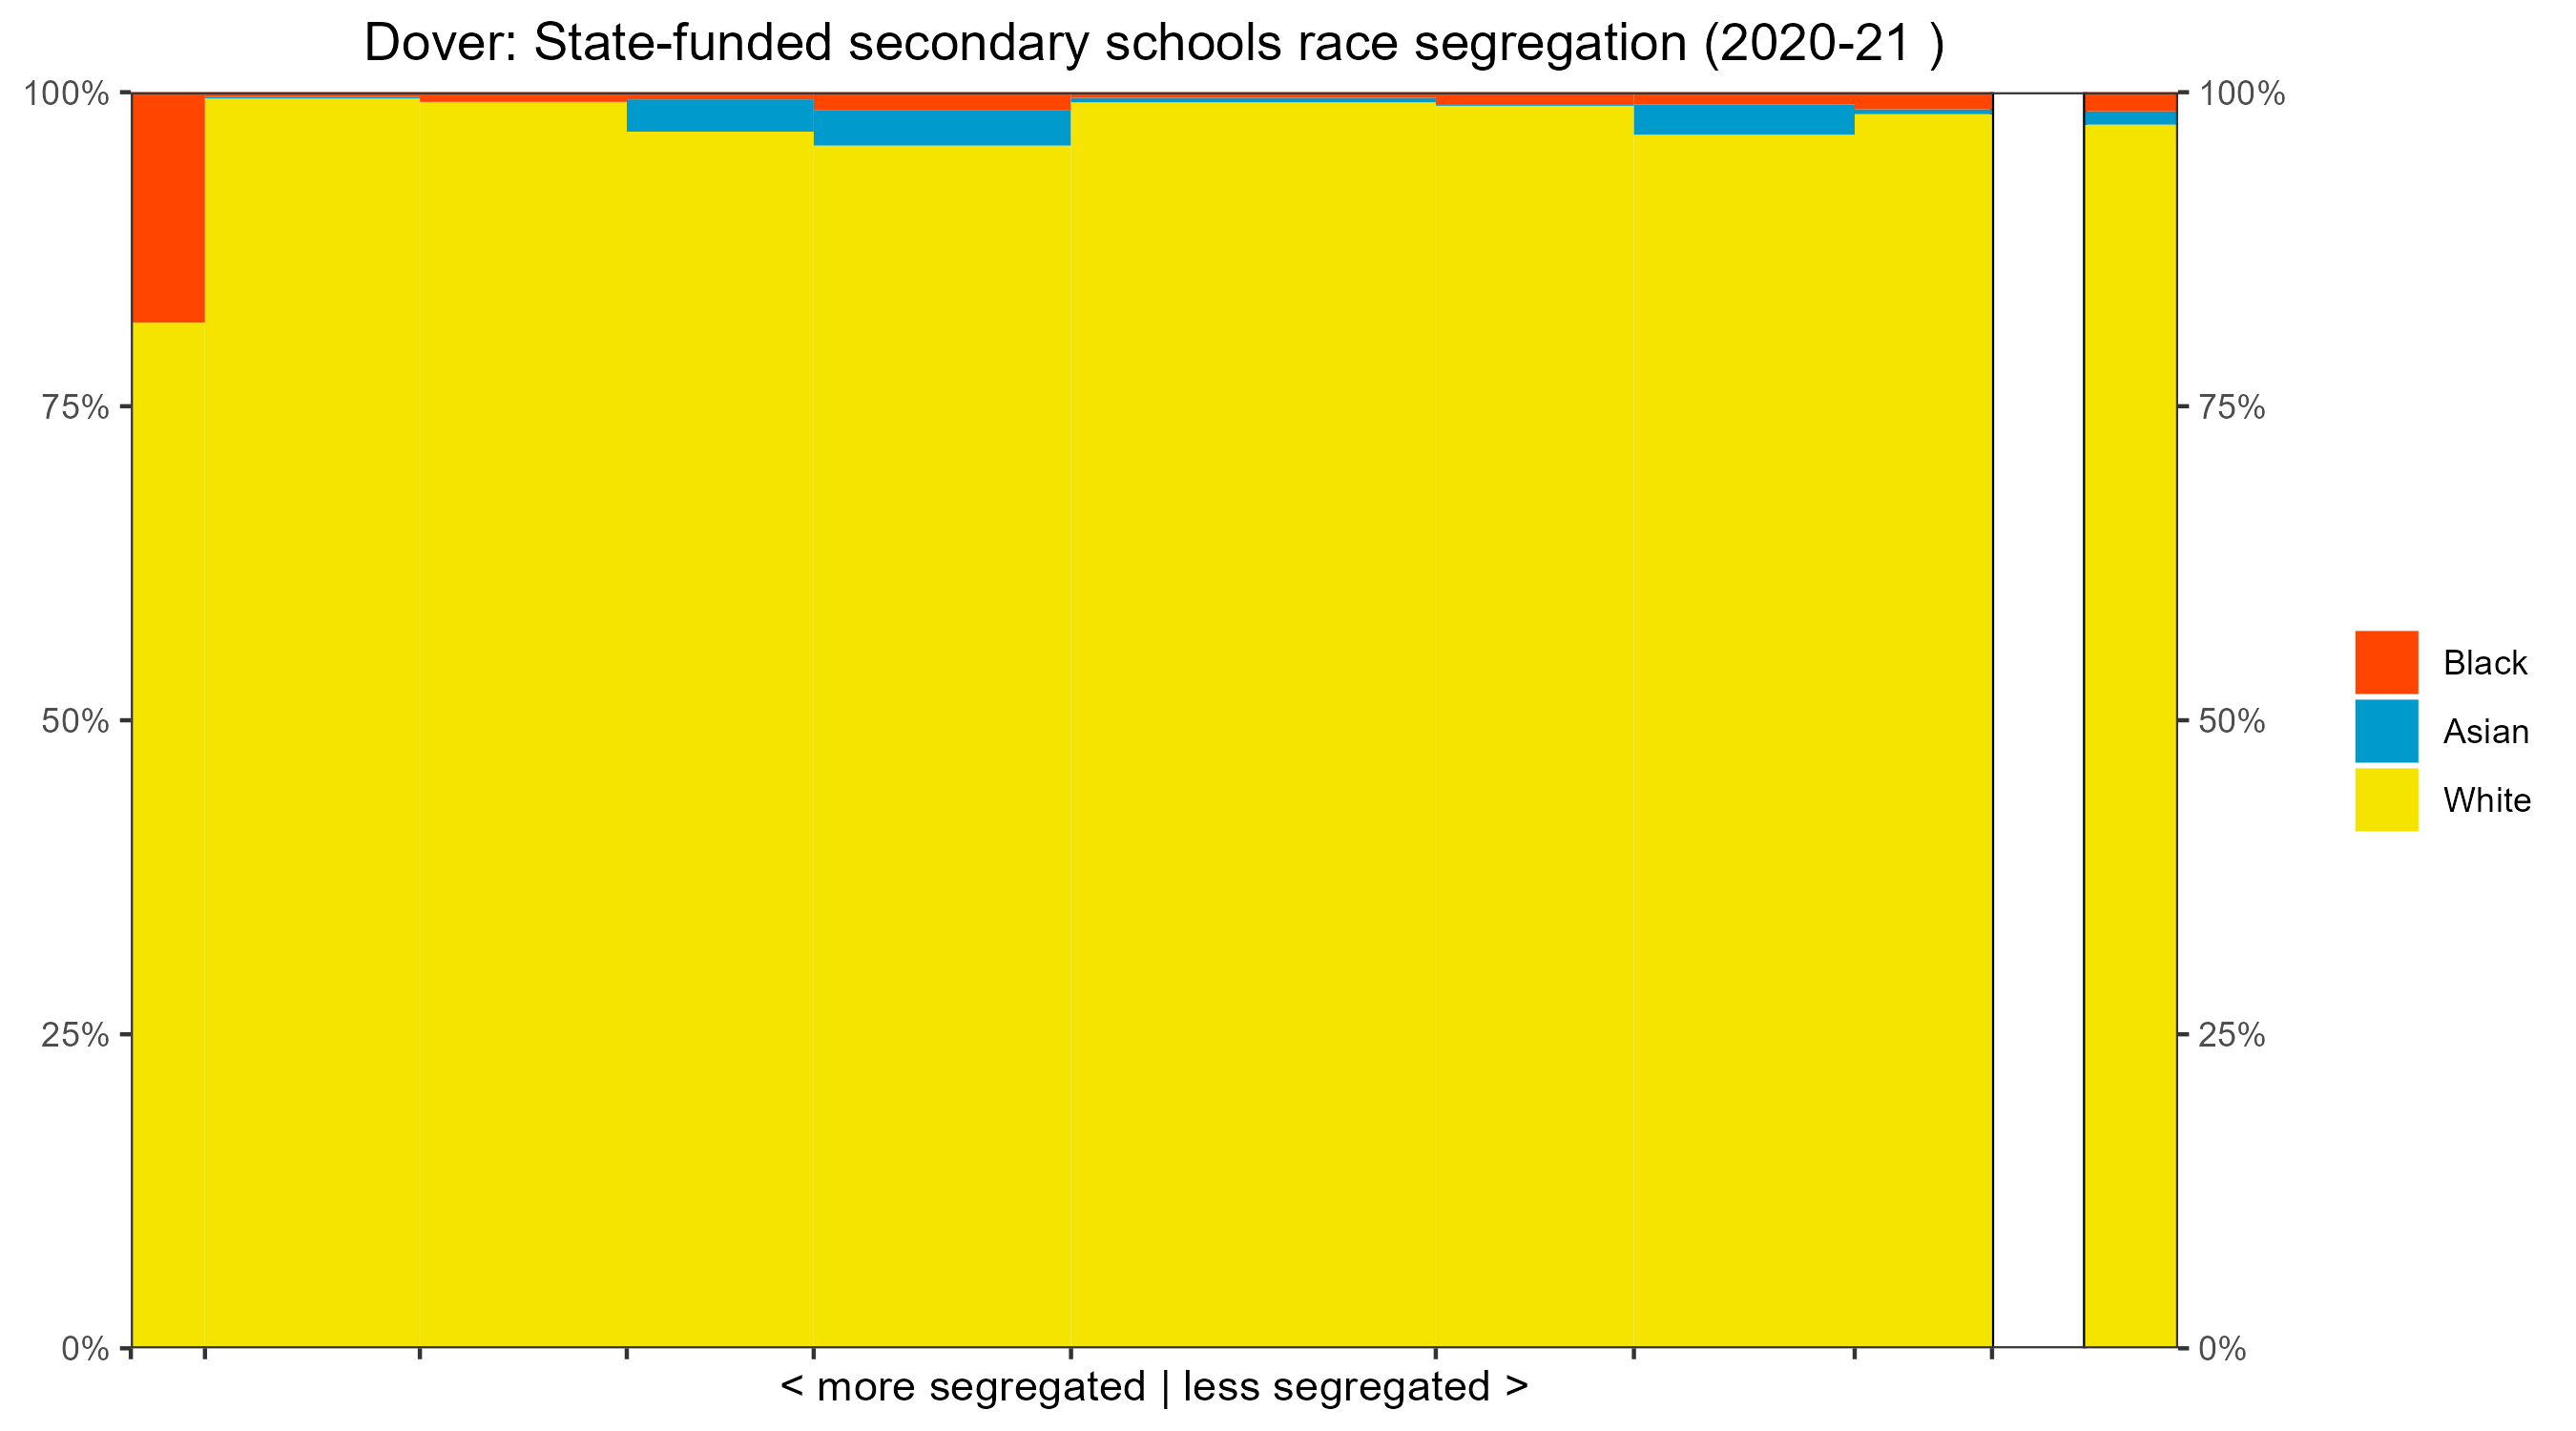 Dover: State-funded secondary schools race segregation (2020-21 )
100%
75%
50%
25%
0%
100%
75%
50%
25%
0%
Black
Asian
White
< more segregated | less segregated >